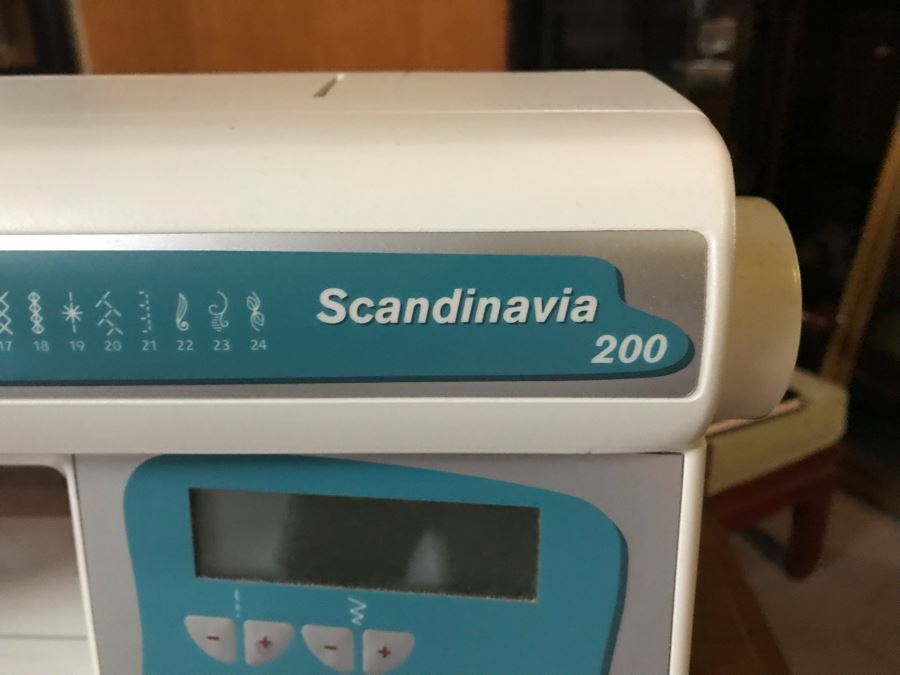 Scandinavia
200
17 18 19 20 21 22 23 24
- + - +